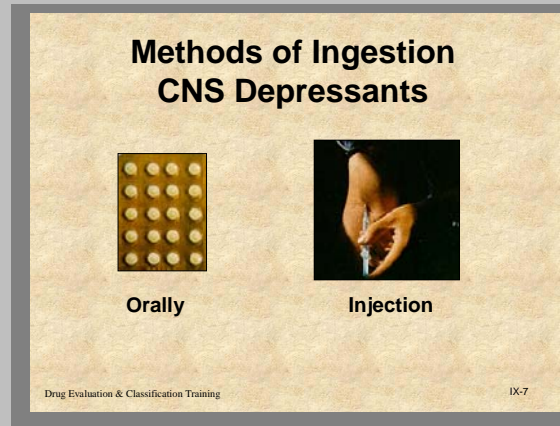 Methods of Ingestion
CNS Depressants
Orally
Injection
Drug Evaluation & Classification Training
IX-7